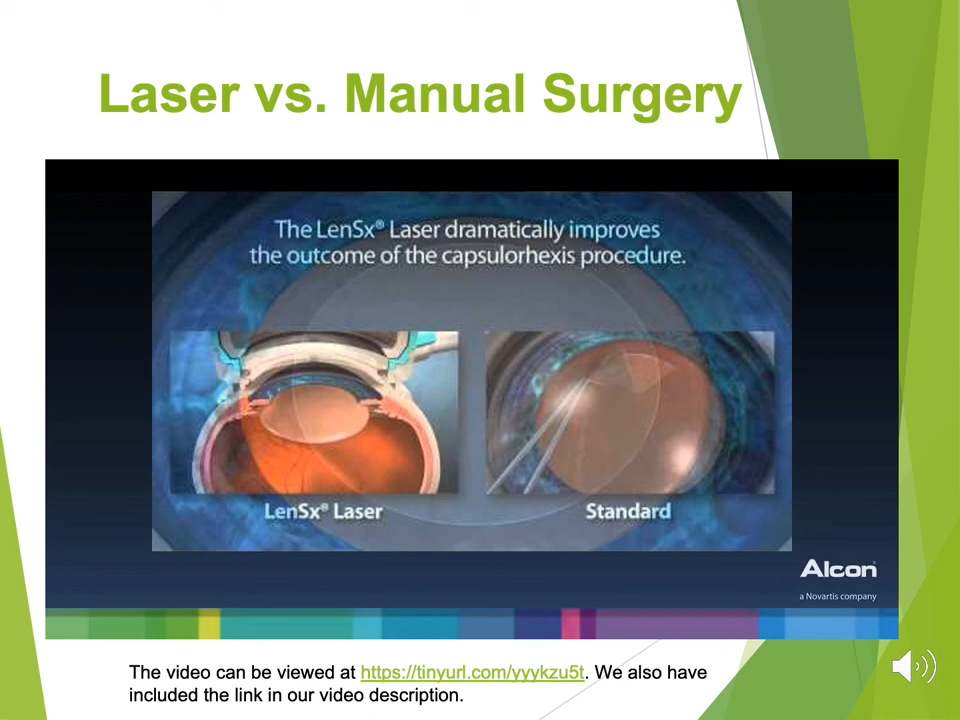 Laser vs. Manual Surgery
The LenSx® Laser dramatically improves
the outcome of the capsulorhexis procedure.
LenSx® Laser
Standard
Alcon®
a Novartis company
The video can be viewed at https://tinyurl.com/yyykzu5t. We also have
included the link in our video description.